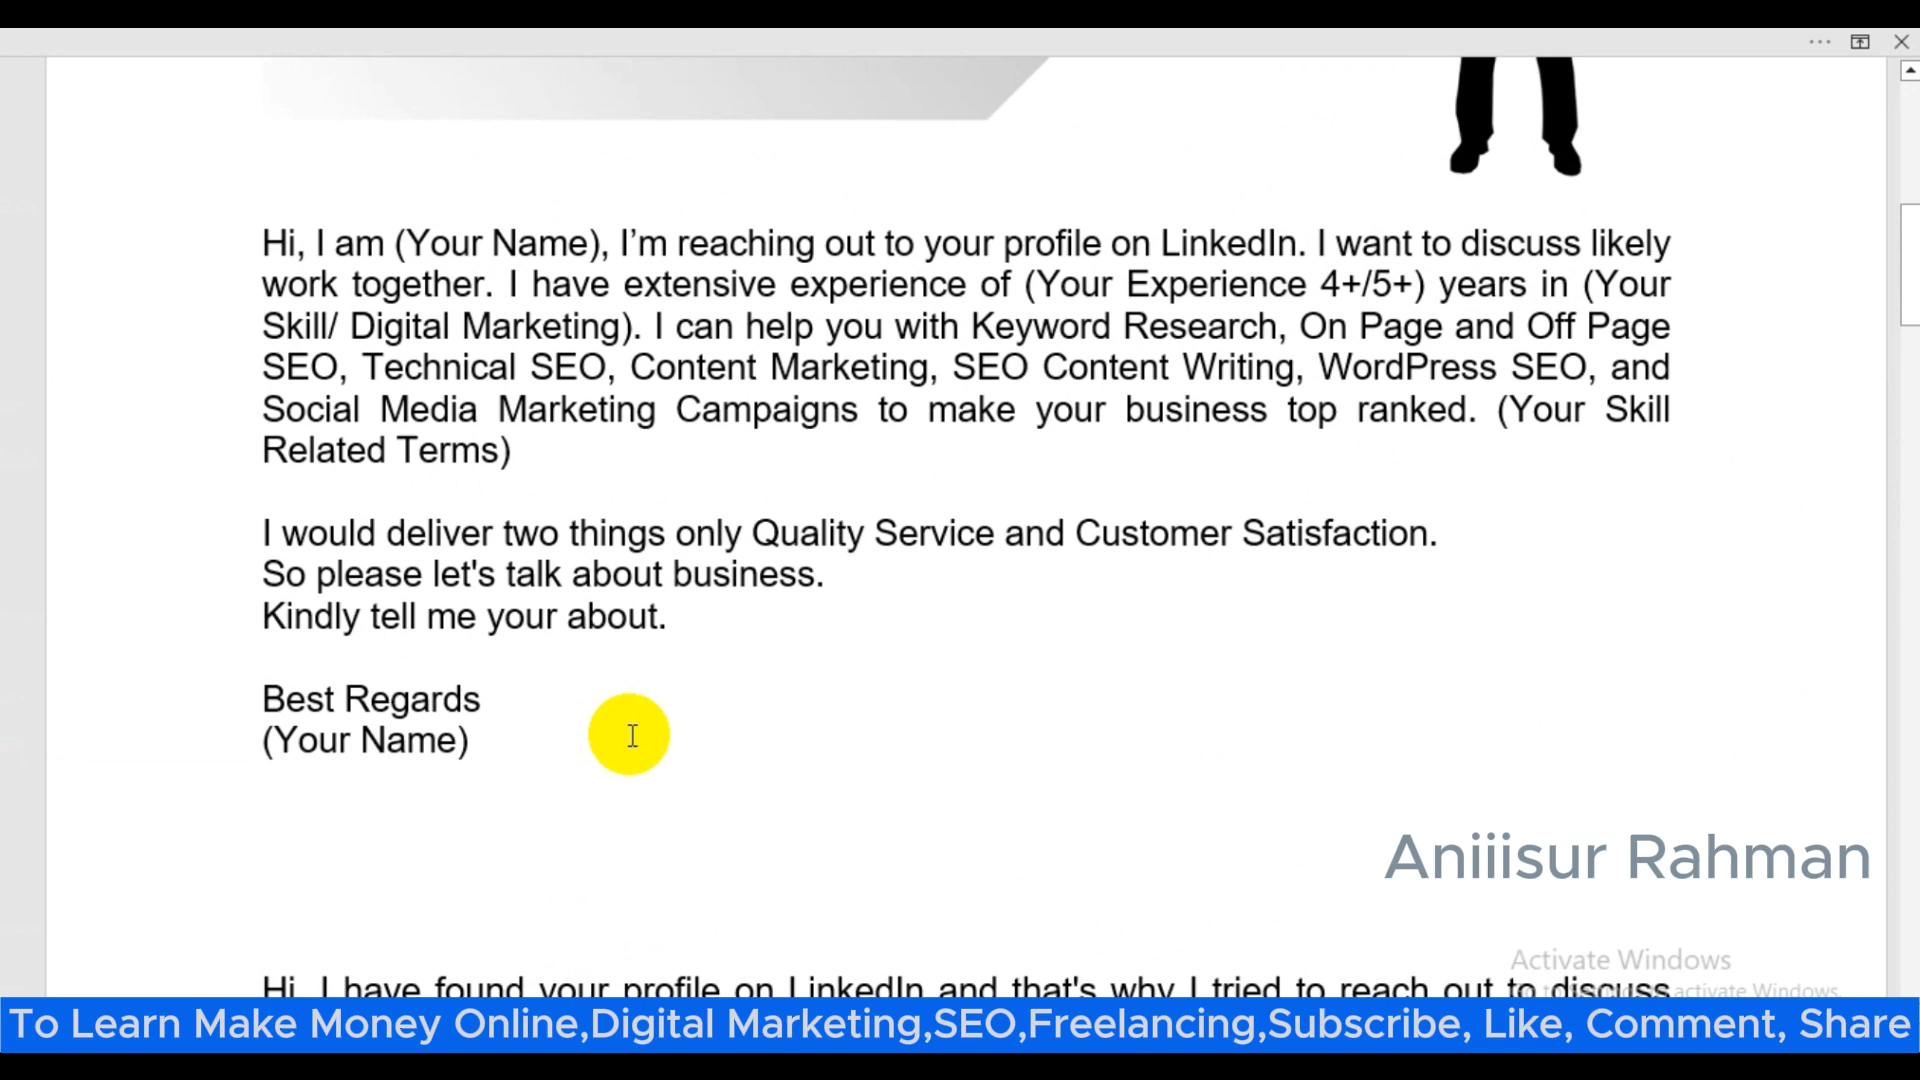 Hi, I am (Your Name), I’m reaching out to your profile on LinkedIn. I want to discuss likely
work together. I have extensive experience of (Your Experience 4+/5+) years in (Your
Skill/ Digital Marketing). I can help you with Keyword Research, On Page and Off Page
SEO, Technical SEO, Content Marketing, SEO Content Writing, WordPress SEO, and
Social Media Marketing Campaigns to make your business top ranked. (Your Skill
Related Terms)
I would deliver two things only Quality Service and Customer Satisfaction.
So please let's talk about business.
Kindly tell me your about.
Best Regards
(Your Name)
Aniiisur Rahman
Activate Windows
Hi, I have found your profile on LinkedIn and that's why I tried to reach out to discuss
activate Windows.
To Learn Make Money Online,Digital Marketing,SEO,Freelancing,Subscribe, Like, Comment, Share